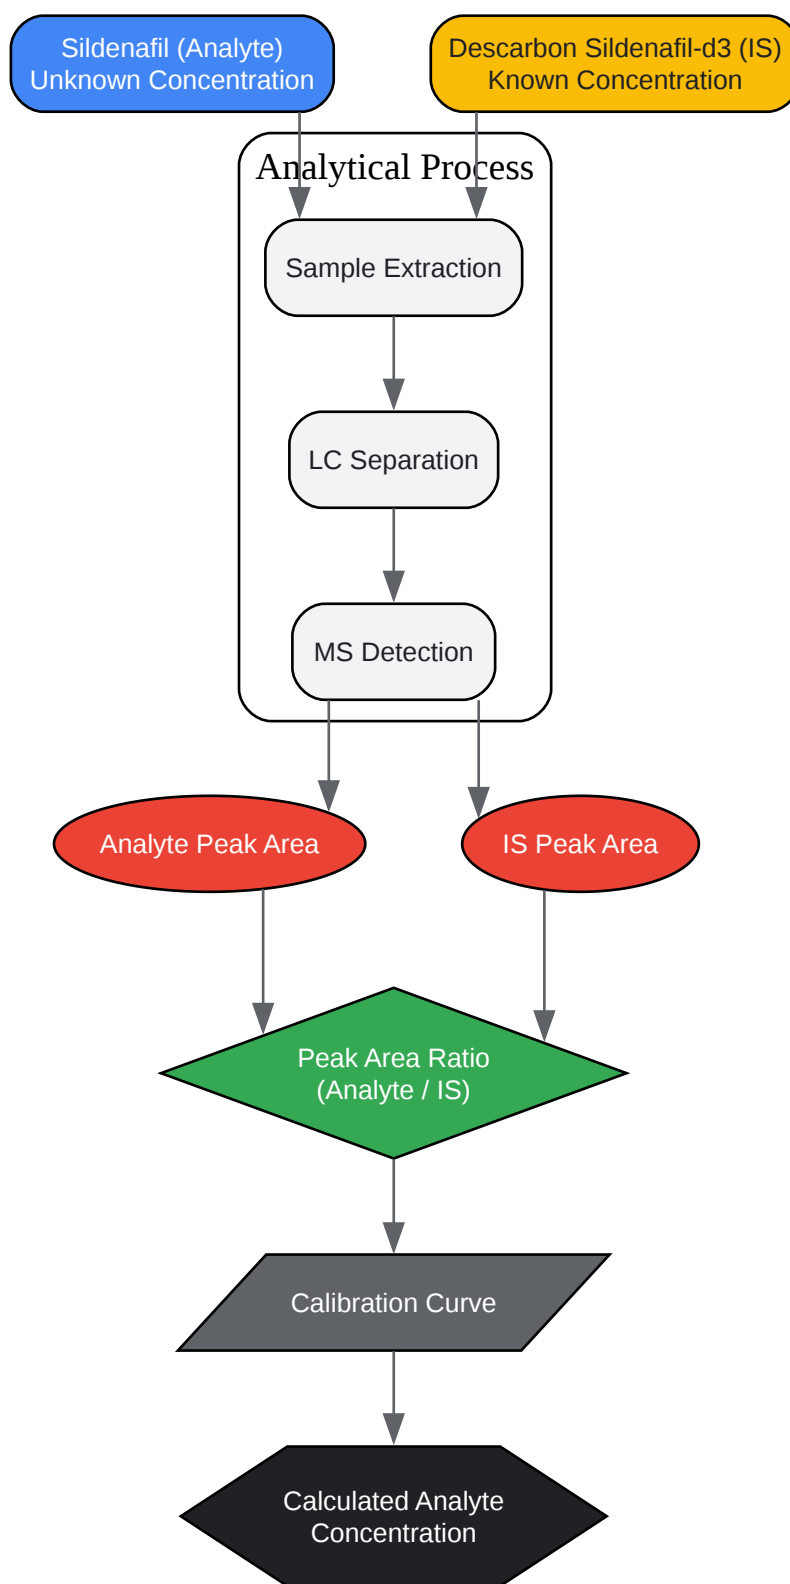 Sildenafil (Analyte)
Unknown Concentration
Descarbon Sildenafil-d3 (IS)
Known Concentration
Analytical Process
Sample Extraction
LC Separation
MS Detection
Analyte Peak Area
IS Peak Area
Peak Area Ratio
(Analyte / IS)
Calibration Curve
Calculated Analyte
Concentration